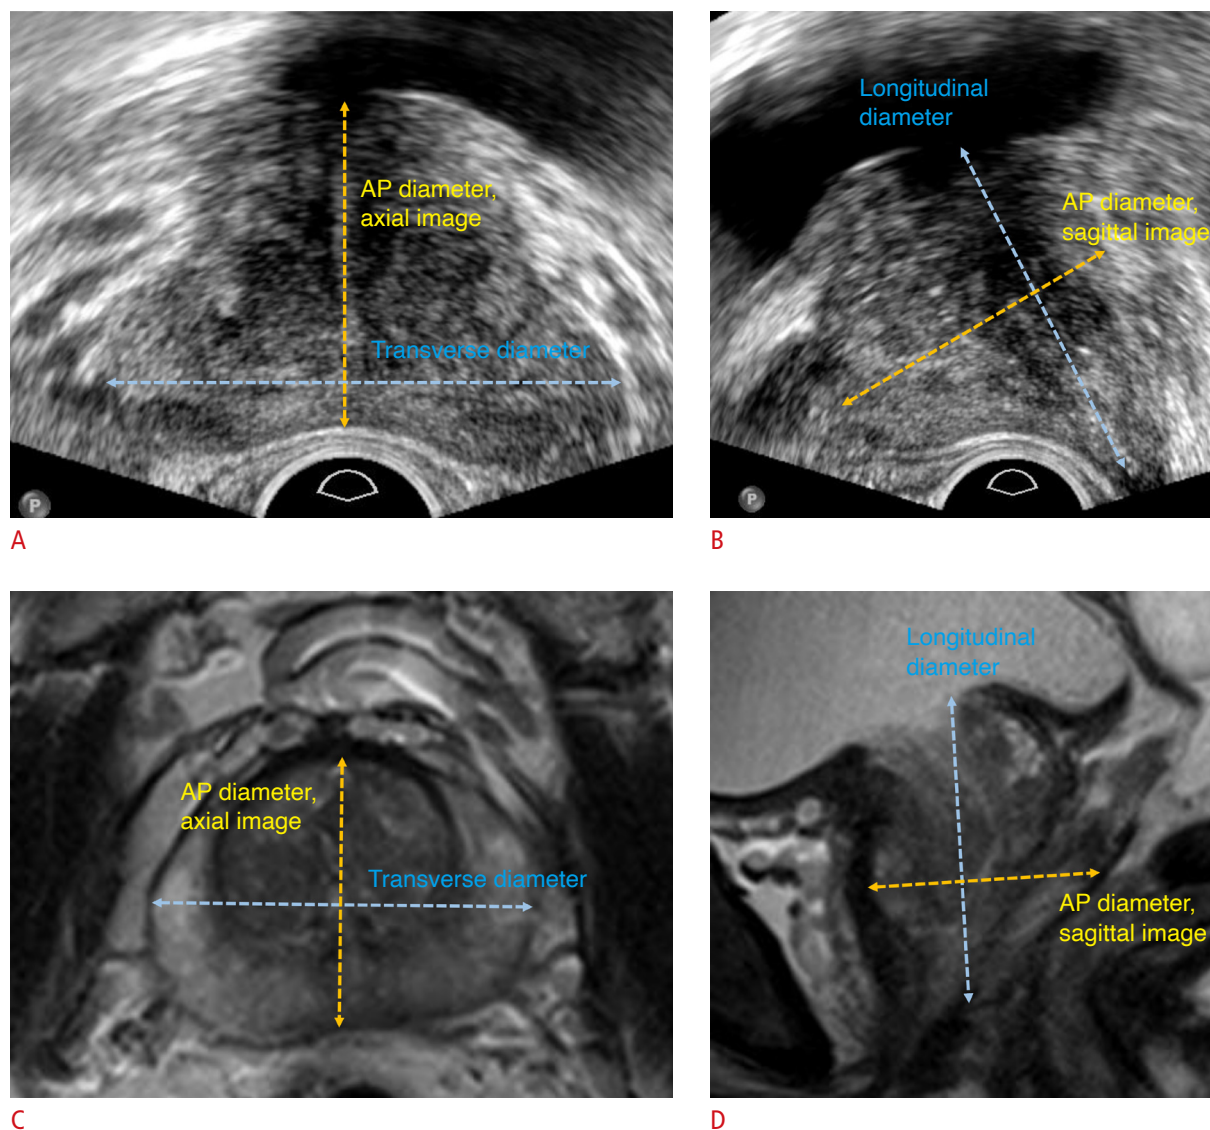 AP diameter,
axial image
Transverse diameter
P
A
Longitudinal
diameter
AP diameter,
sagittal image
P
B
AP diameter,
axial image
Transverse diameter
C
Longitudinal
diameter
AP diameter,
sagittal image
D